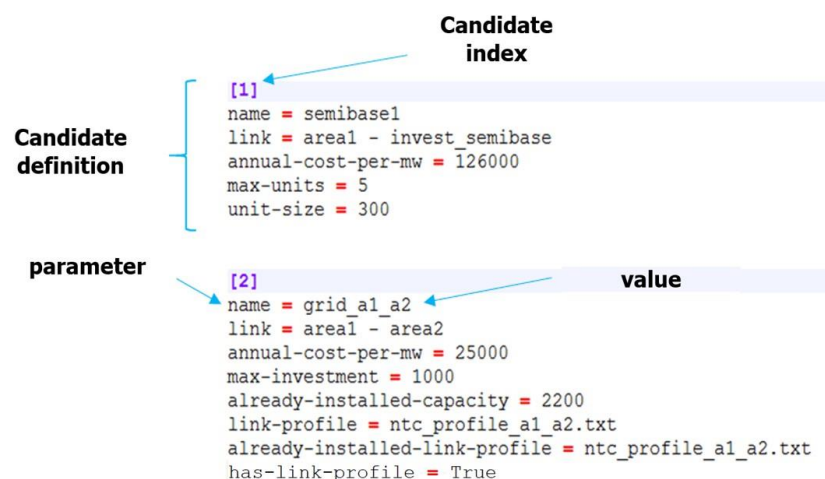 Candidate
index
[1]
name = semibase1
link = area1 - invest_semibase
annual-cost-per-mw = 126000
max-units = 5
unit-size = 300
Candidate
definition
parameter
value
[2]
name = grid_a1_a2
link = area1 - area2
annual-cost-per-mw = 25000
max-investment = 1000
already-installed-capacity = 2200
link-profile = ntc_profile_a1_a2.txt
already-installed-link-profile = ntc_profile_a1_a2.txt
has-link-profile = True